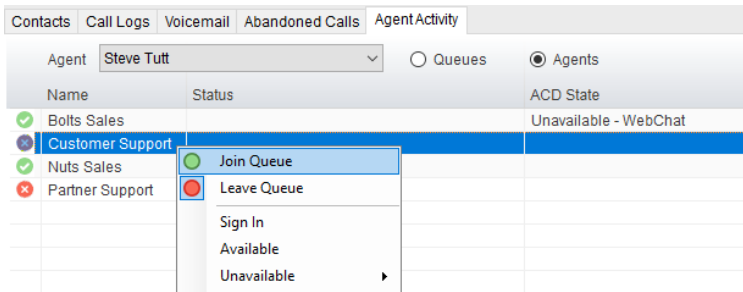 Contacts Call Logs Voicemail Abandoned Calls Agent Activity
Agent Steve Tutt Queues Agents
Name Status ACD State
Bolts Sales Unavailable - WebChat
Customer Support
Join Queue
Nuts Sales
Leave Queue
Partner Support
Sign In
Available
Unavailable